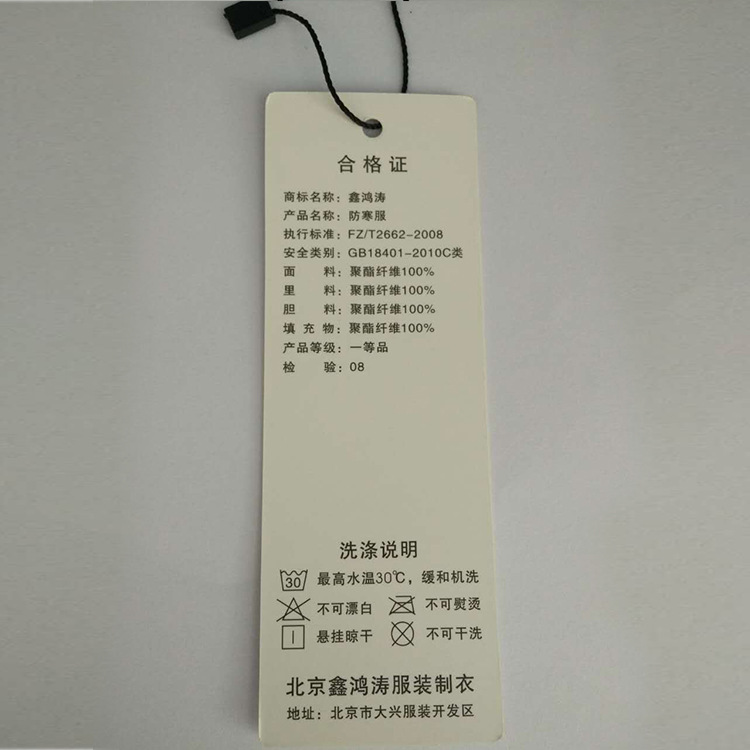 合格证
商标名称：鑫鸿涛
产品名称：防寒服
执行标准：FZ/T2662-2008
安全类别：GB18401-2010C类
面 料：聚酯纤维100%
里 料：聚酯纤维100%
胆 料：聚酯纤维100%
填 充 物：聚酯纤维100%
产品等级：一等品
检 验：08
洗涤说明
30 最高水温30℃，缓和机洗
不可漂白 不可熨烫
悬挂晾干 不可干洗
北京鑫鸿涛服装制衣
地址：北京市大兴服装开发区